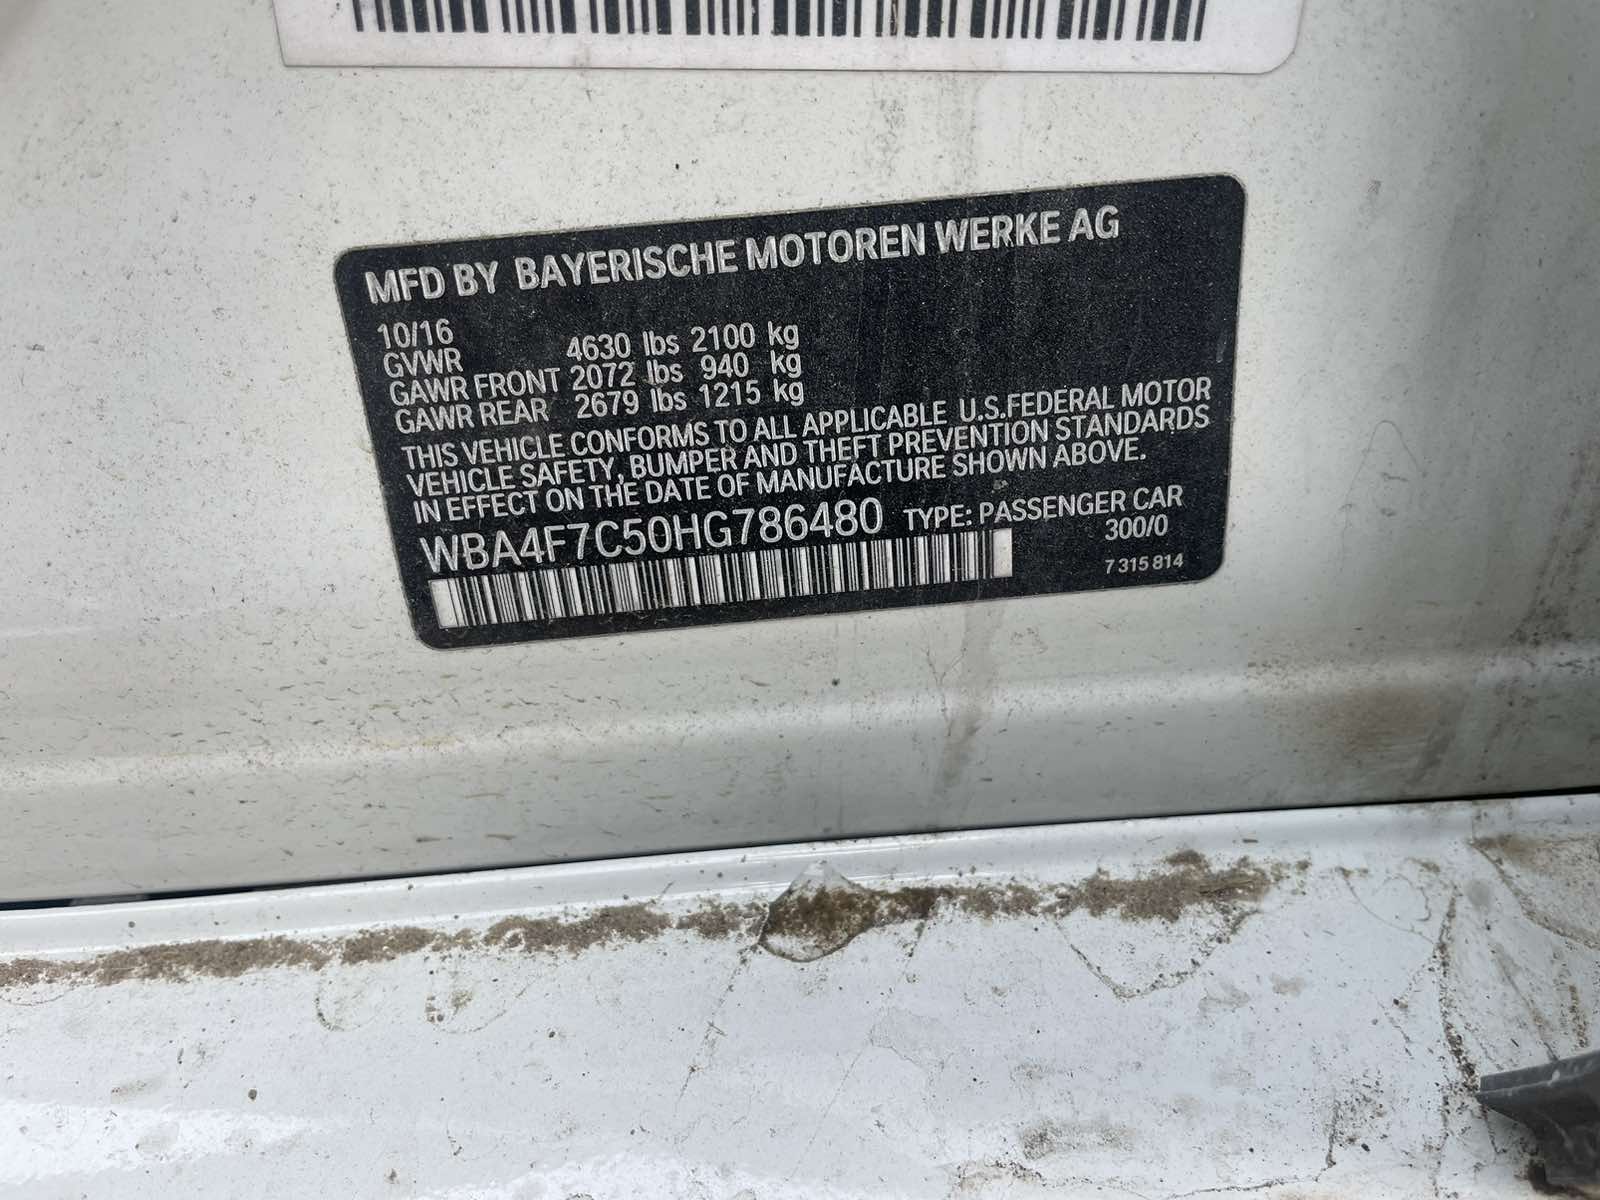 MFD BY BAYERISCHE MOTOREN WERKE AG
10/16
GVWR 4630 lbs 2100 kg
GAWR FRONT 2072 lbs 940 kg
GAWR REAR 2679 lbs 1215 kg
THIS VEHICLE CONFORMS TO ALL APPLICABLE U.S.FEDERAL MOTOR
VEHICLE SAFETY, BUMPER AND THEFT PREVENTION STANDARDS
IN EFFECT ON THE DATE OF MANUFACTURE SHOWN ABOVE.
WBA4F7C50HG786480 TYPE: PASSENGER CAR
300/0
7 315 814